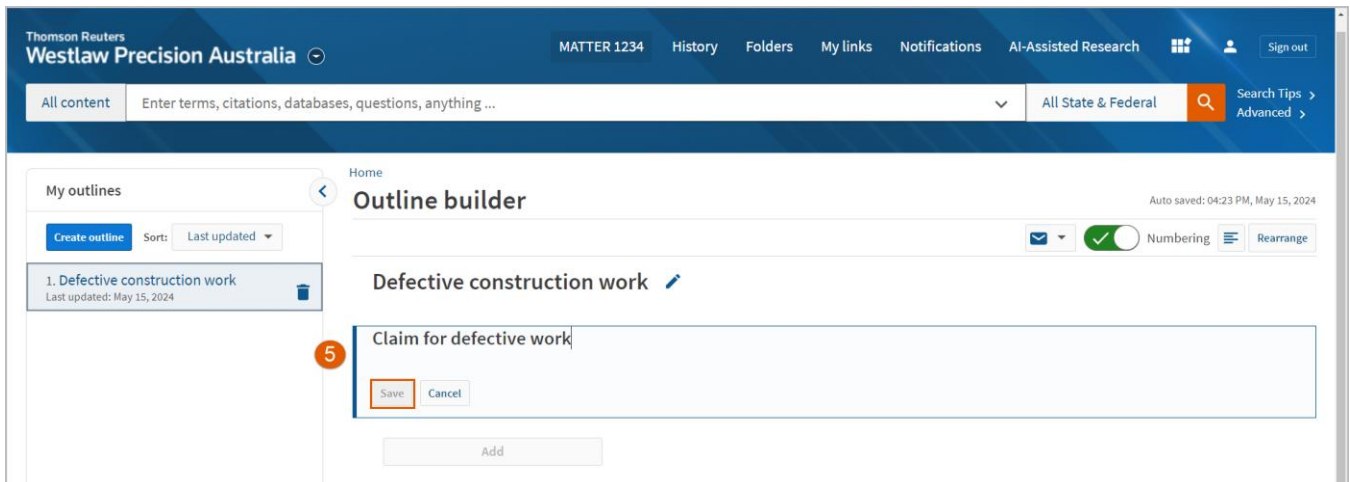 Thomson Reuters
Westlaw Precision Australia
MATTER 1234 History Folders My links Notifications AI-Assisted Research Sign out
All content Enter terms, citations, databases, questions, anything ... All State & Federal Search Tips
Advanced
My outlines
Home
Outline builder
Auto saved: 04:23 PM, May 15, 2024
Create outline Sort: Last updated
Numbering Rearrange
1. Defective construction work
Last updated: May 15, 2024
Defective construction work
Claim for defective work
5
Save Cancel
Add